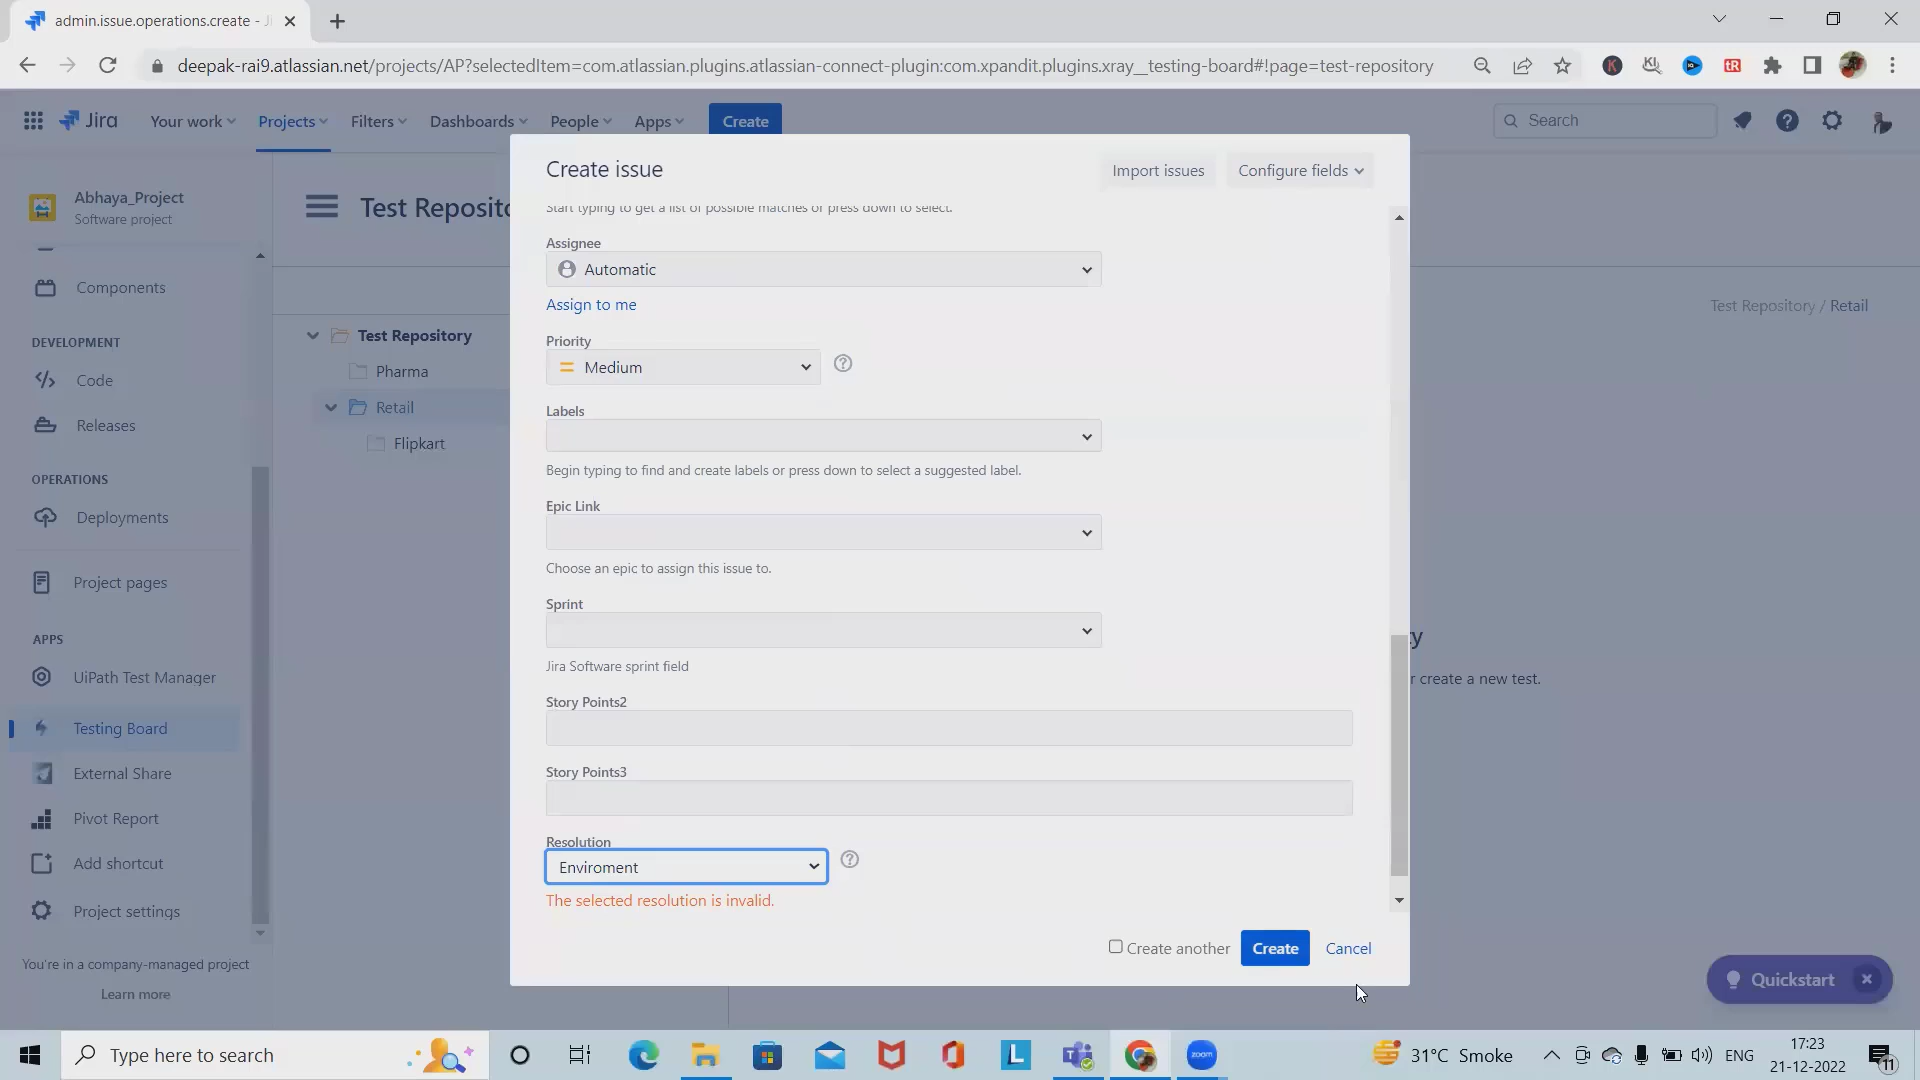 admin.issue.operations.create - Ji
deepak-rai9.atlassian.net/projects/AP?selectedItem=com.atlassian.plugins.atlassian-connect-plugin:com.xpandit.plugins.xray__testing-board#!page=test-repository
Jira
Your work
Projects
Filters
Dashboards
People
Apps
Create
Search
Abhaya_Project
Software project
Components
DEVELOPMENT
Code
Releases
OPERATIONS
Deployments
Project pages
APPS
UiPath Test Manager
Testing Board
External Share
Pivot Report
Add shortcut
Project settings
You're in a company-managed project
Learn more
Test Reposito
Test Repository
Pharma
Retail
Flipkart
Test Repository / Retail
Create issue
Import issues
Configure fields
Start typing to get a list of possible matches or press down to select.
Assignee
Automatic
Assign to me
Priority
Medium
Labels
Begin typing to find and create labels or press down to select a suggested label.
Epic Link
Choose an epic to assign this issue to.
Sprint
Jira Software sprint field
Story Points2
Story Points3
Resolution
Enviroment
The selected resolution is invalid.
Create another
Create
Cancel
y
r create a new test.
Quickstart
Type here to search
zoom
31°C Smoke
ENG
17:23
21-12-2022
11